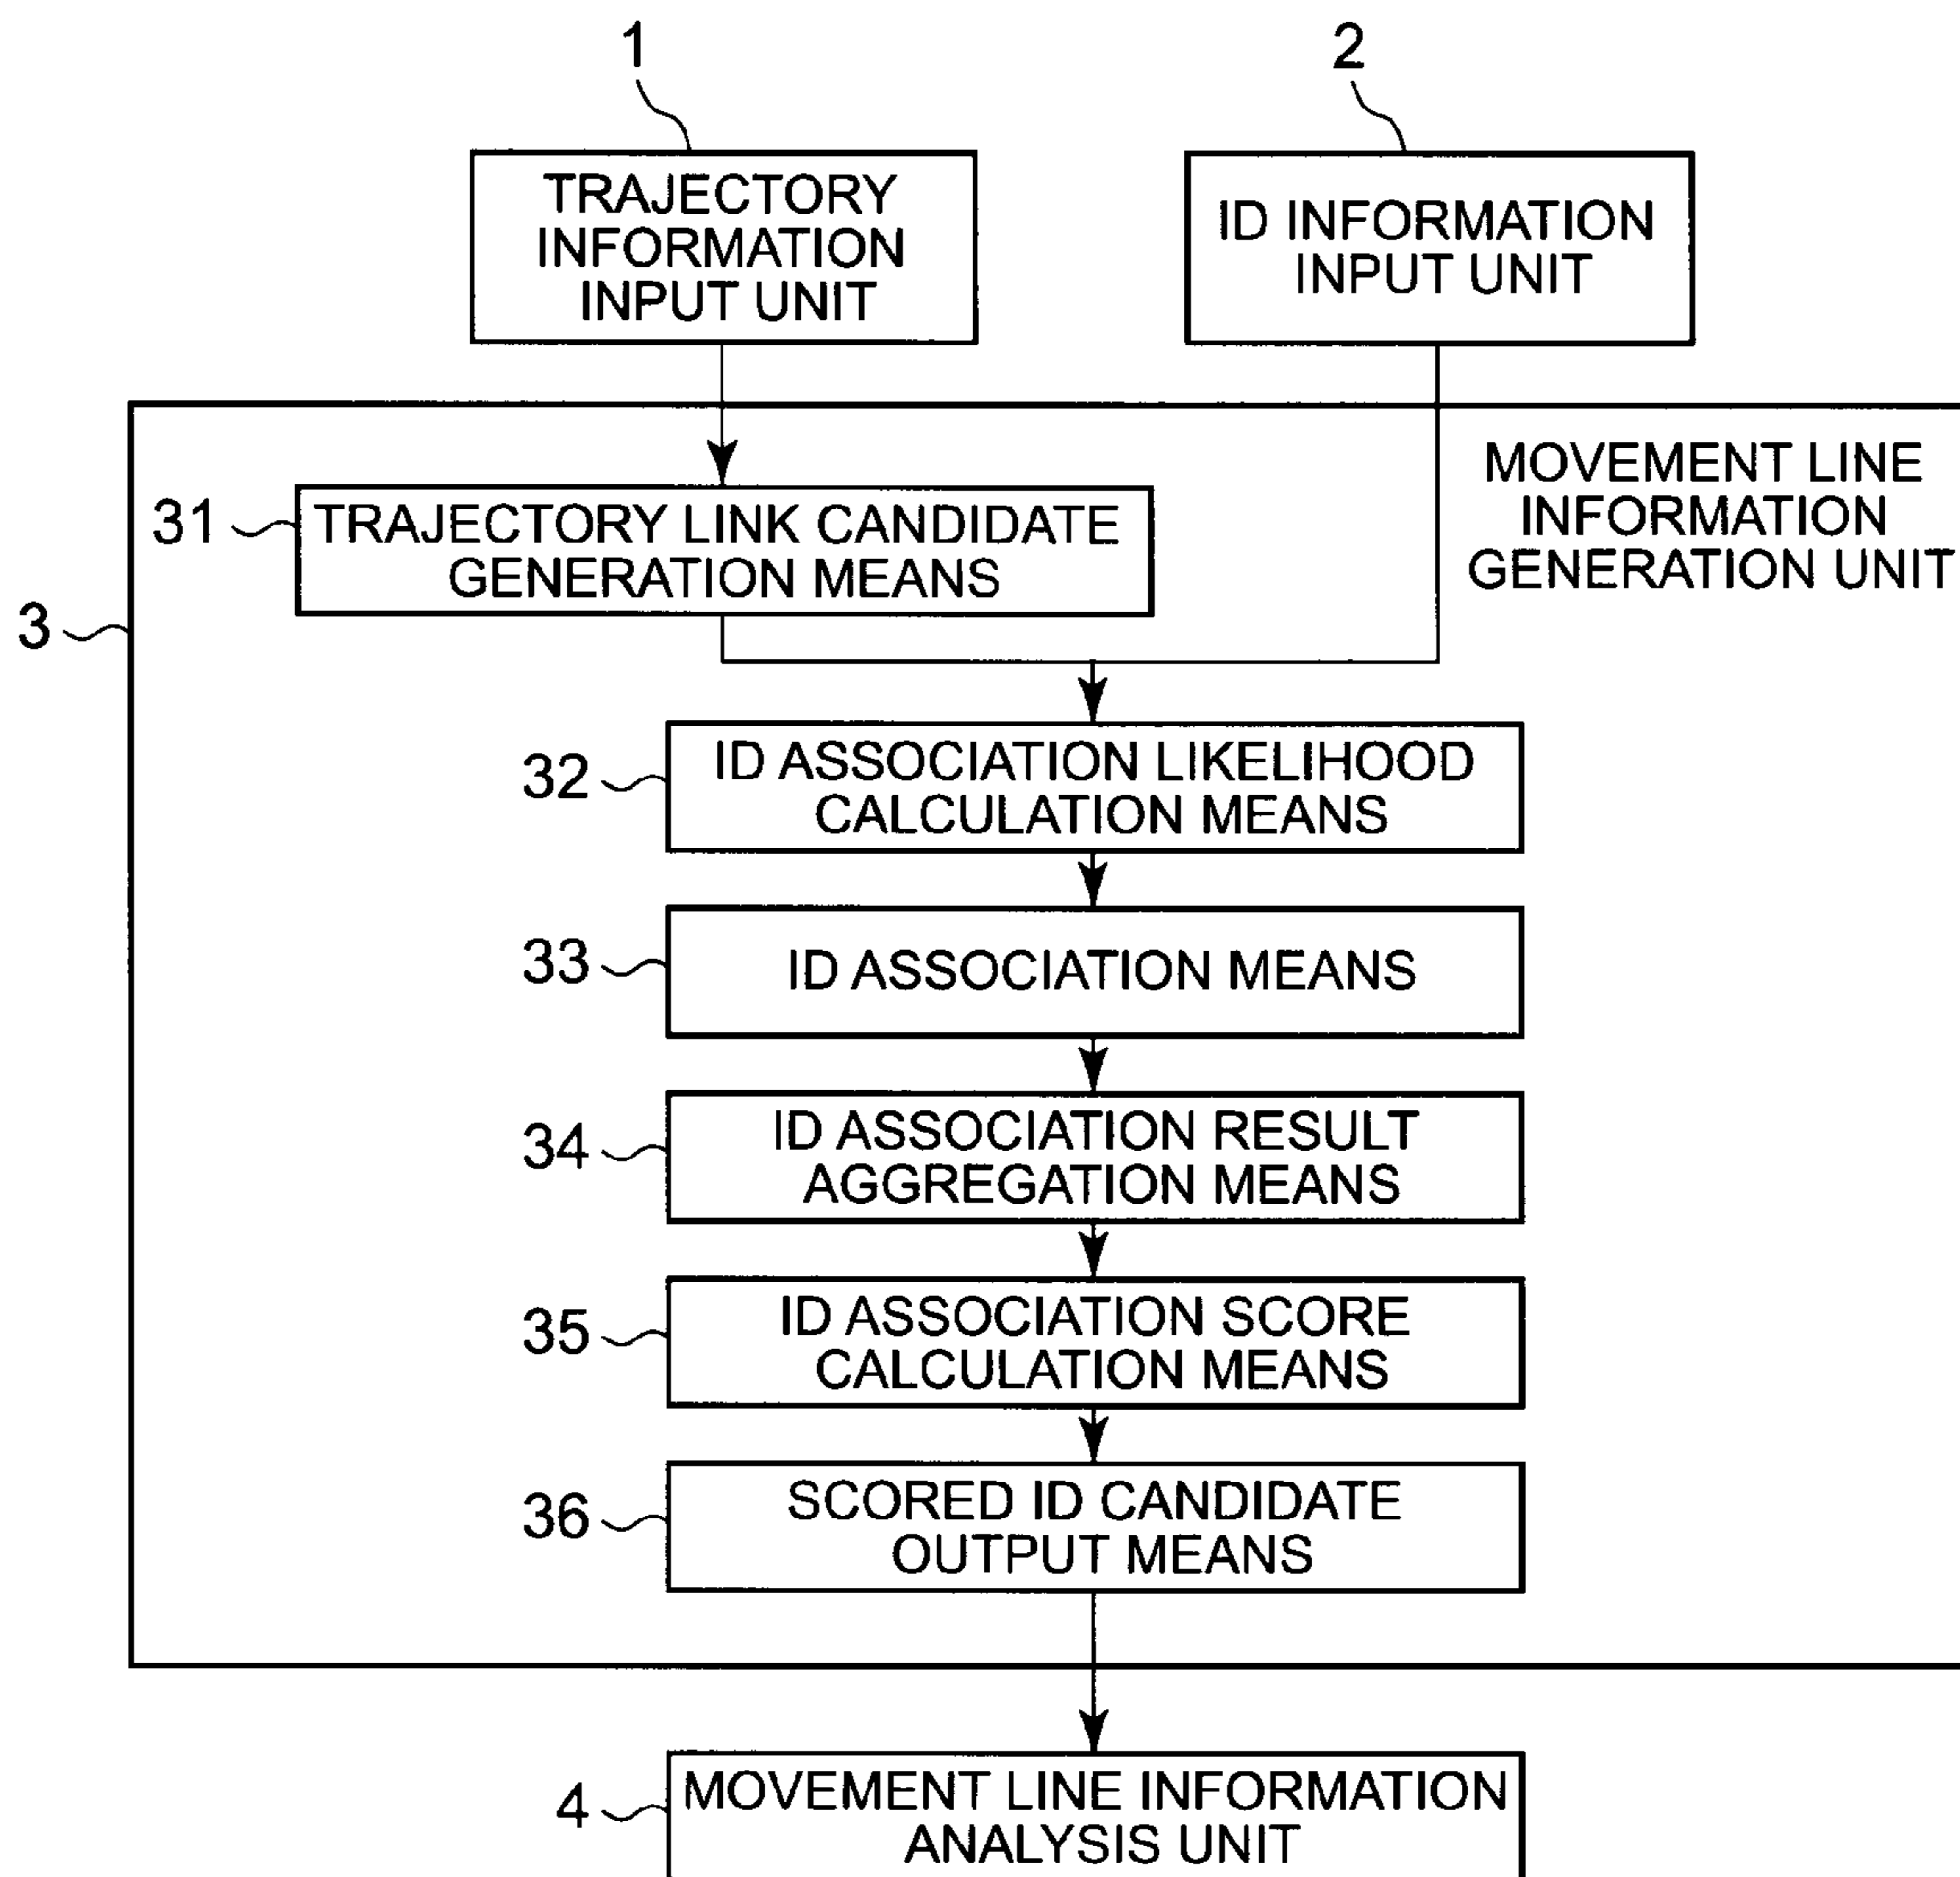 1
2
TRAJECTORY
INFORMATION
INPUT UNIT
ID INFORMATION
INPUT UNIT
MOVEMENT LINE
INFORMATION
GENERATION UNIT
31
TRAJECTORY LINK CANDIDATE
GENERATION MEANS
3
32
ID ASSOCIATION LIKELIHOOD
CALCULATION MEANS
33
ID ASSOCIATION MEANS
34
ID ASSOCIATION RESULT
AGGREGATION MEANS
35
ID ASSOCIATION SCORE
CALCULATION MEANS
36
SCORED ID CANDIDATE
OUTPUT MEANS
4
MOVEMENT LINE INFORMATION
ANALYSIS UNIT